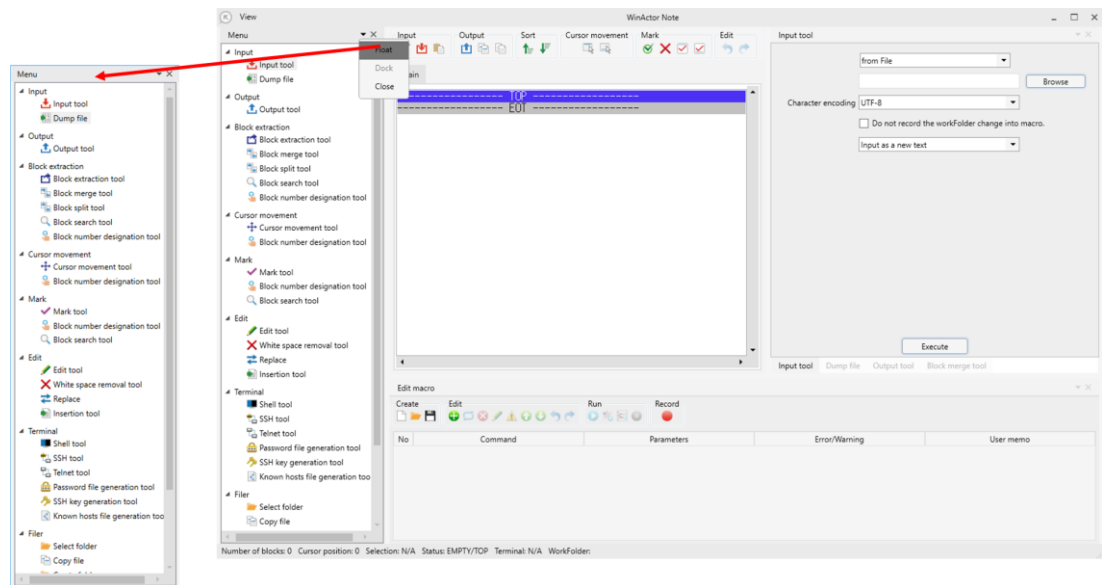 View
WinActor Note
Menu
Input
Input tool
Dump file
Output
Output tool
Block extraction
Block extraction tool
Block merge tool
Block split tool
Block search tool
Block number designation tool
Cursor movement
Cursor movement tool
Block number designation tool
Mark
Mark tool
Block number designation tool
Block search tool
Edit
Edit tool
White space removal tool
Replace
Insertion tool
Terminal
Shell tool
SSH tool
Telnet tool
Password file generation tool
SSH key generation tool
Known hosts file generation too
Filer
Select folder
Copy file
Menu
Input
Input tool
Dump file
Output
Output tool
Block extraction
Block extraction tool
Block merge tool
Block split tool
Block search tool
Block number designation tool
Cursor movement
Cursor movement tool
Block number designation tool
Mark
Mark tool
Block number designation tool
Block search tool
Edit
Edit tool
White space removal tool
Replace
Insertion tool
Terminal
Shell tool
SSH tool
Telnet tool
Password file generation tool
SSH key generation tool
Known hosts file generation too
Filer
Select folder
Copy file
Float
Dock
Close
Input Output Sort Cursor movement Mark Edit
ain
TOP
EOT
Input tool
from File
Browse
Character encoding UTF-8
Do not record the workFolder change into macro.
Input as a new text
Execute
Input tool Dump file Output tool Block merge tool
Edit macro
Create Edit Run Record
No Command Parameters Error/Warning User memo
Number of blocks: 0 Cursor position: 0 Selection: N/A Status: EMPTY/TOP Terminal: N/A WorkFolder: